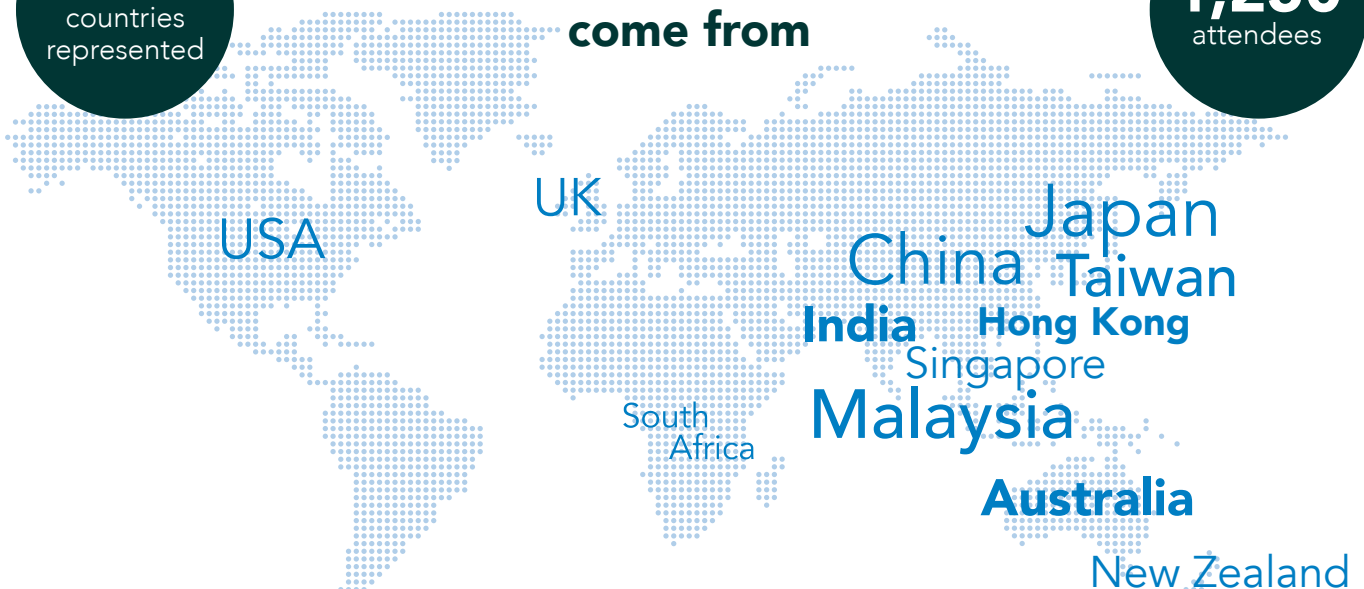 countries
represented
come from
attendees
UK
USA
Japan
China
Taiwan
India
Hong Kong
Singapore
Malaysia
South
Africa
Australia
New Zealand